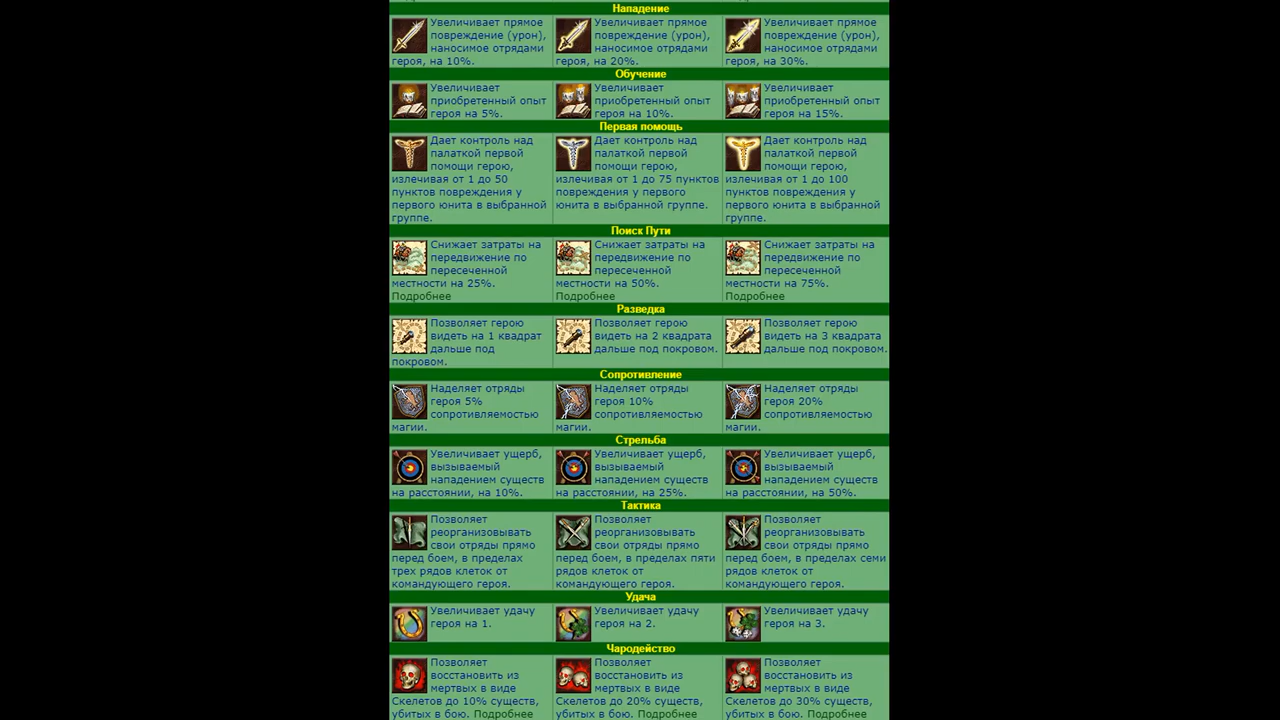 Нападение
Увеличивает прямое
повреждение (урон),
наносимое отрядами
героя, на 10%.
Увеличивает прямое
повреждение (урон),
наносимое отрядами
героя, на 20%.
Увеличивает прямое
повреждение (урон),
наносимое отрядами
героя, на 30%.
Обучение
Увеличивает
приобретенный опыт
героя на 5%.
Увеличивает
приобретенный опыт
героя на 10%.
Увеличивает
приобретенный опыт
героя на 15%.
Первая помощь
Дает контроль над
палаткой первой
помощи герою,
излечивая от 1 до 50
пунктов повреждения у
первого юнита в выбранной
группе.
Дает контроль над
палаткой первой
помощи герою,
излечивая от 1 до 75 пунктов
повреждения у первого
юнита в выбранной группе.
Дает контроль над
палаткой первой
помощи герою,
излечивая от 1 до 100
пунктов повреждения у
первого юнита в выбранной
группе.
Поиск Пути
Снижает затраты на
передвижение по
пересеченной
местности на 25%.
Подробнее
Снижает затраты на
передвижение по
пересеченной
местности на 50%.
Подробнее
Снижает затраты на
передвижение по
пересеченной
местности на 75%.
Подробнее
Разведка
Позволяет герою
видеть на 1 квадрат
дальше под
покровом.
Позволяет герою
видеть на 2 квадрата
дальше под покровом.
Позволяет герою
видеть на 3 квадрата
дальше под покровом.
Сопротивление
Наделяет отряды
героя 5%
сопротивляемостью
магии.
Наделяет отряды
героя 10%
сопротивляемостью
магии.
Наделяет отряды
героя 20%
сопротивляемостью
магии.
Стрельба
Увеличивает ущерб,
вызываемый
нападением существ
на расстоянии, на 10%.
Увеличивает ущерб,
вызываемый
нападением существ
на расстоянии, на 25%.
Увеличивает ущерб,
вызываемый
нападением существ
на расстоянии, на 50%.
Тактика
Позволяет
реорганизовывать
свои отряды прямо
перед боем, в пределах
трех рядов клеток от
командующего героя.
Позволяет
реорганизовывать
свои отряды прямо
перед боем, в пределах пяти
рядов клеток от
командующего героя.
Позволяет
реорганизовывать
свои отряды прямо
перед боем, в пределах семи
рядов клеток от
командующего героя.
Удача
Увеличивает удачу
героя на 1.
Увеличивает удачу
героя на 2.
Увеличивает удачу
героя на 3.
Чародейство
Позволяет
восстановить из
мертвых в виде
Скелетов до 10% существ,
убитых в бою. Подробнее
Позволяет
восстановить из
мертвых в виде
Скелетов до 20% существ,
убитых в бою. Подробнее
Позволяет
восстановить из
мертвых в виде
Скелетов до 30% существ,
убитых в бою. Подробнее